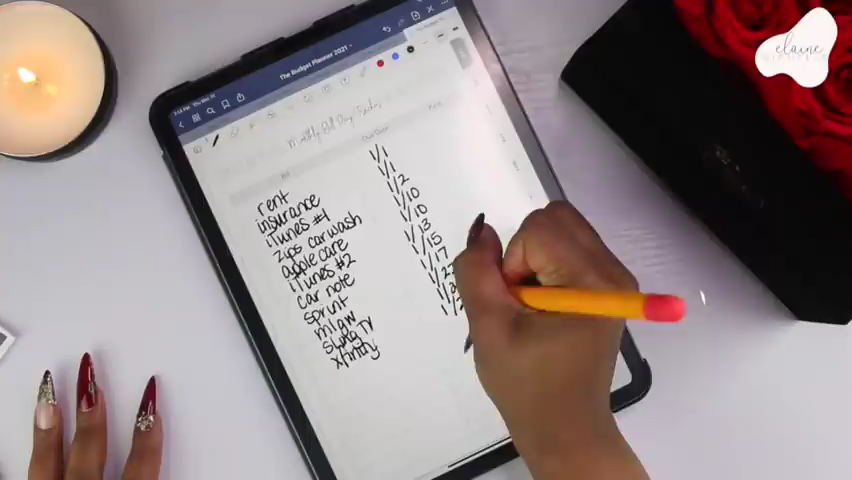 elaine
The Budget Planner 2021
Monthly Bill Pay Tracker
Bill Due Date
rent 1/1
insurance 1/1
iTunes #1 1/2
zips carwash 1/10
apple care 1/10
iTunes #2 1/13
car note 1/15
sprint 1/17
mlgw
sling TV
xfinity